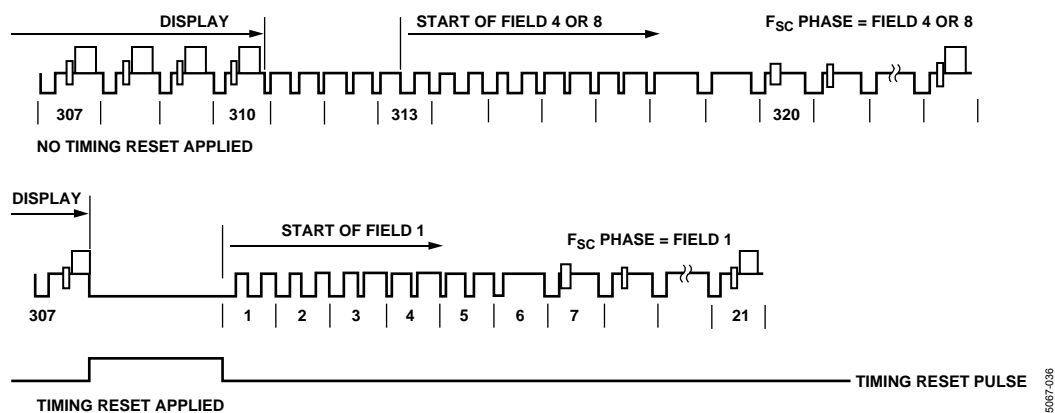 DISPLAY START OF FIELD 4 OR 8 FSC PHASE = FIELD 4 OR 8
307 310 313 320
NO TIMING RESET APPLIED
DISPLAY
START OF FIELD 1 FSC PHASE = FIELD 1
307 1 2 3 4 5 6 7 21
TIMING RESET PULSE
TIMING RESET APPLIED
5067-036